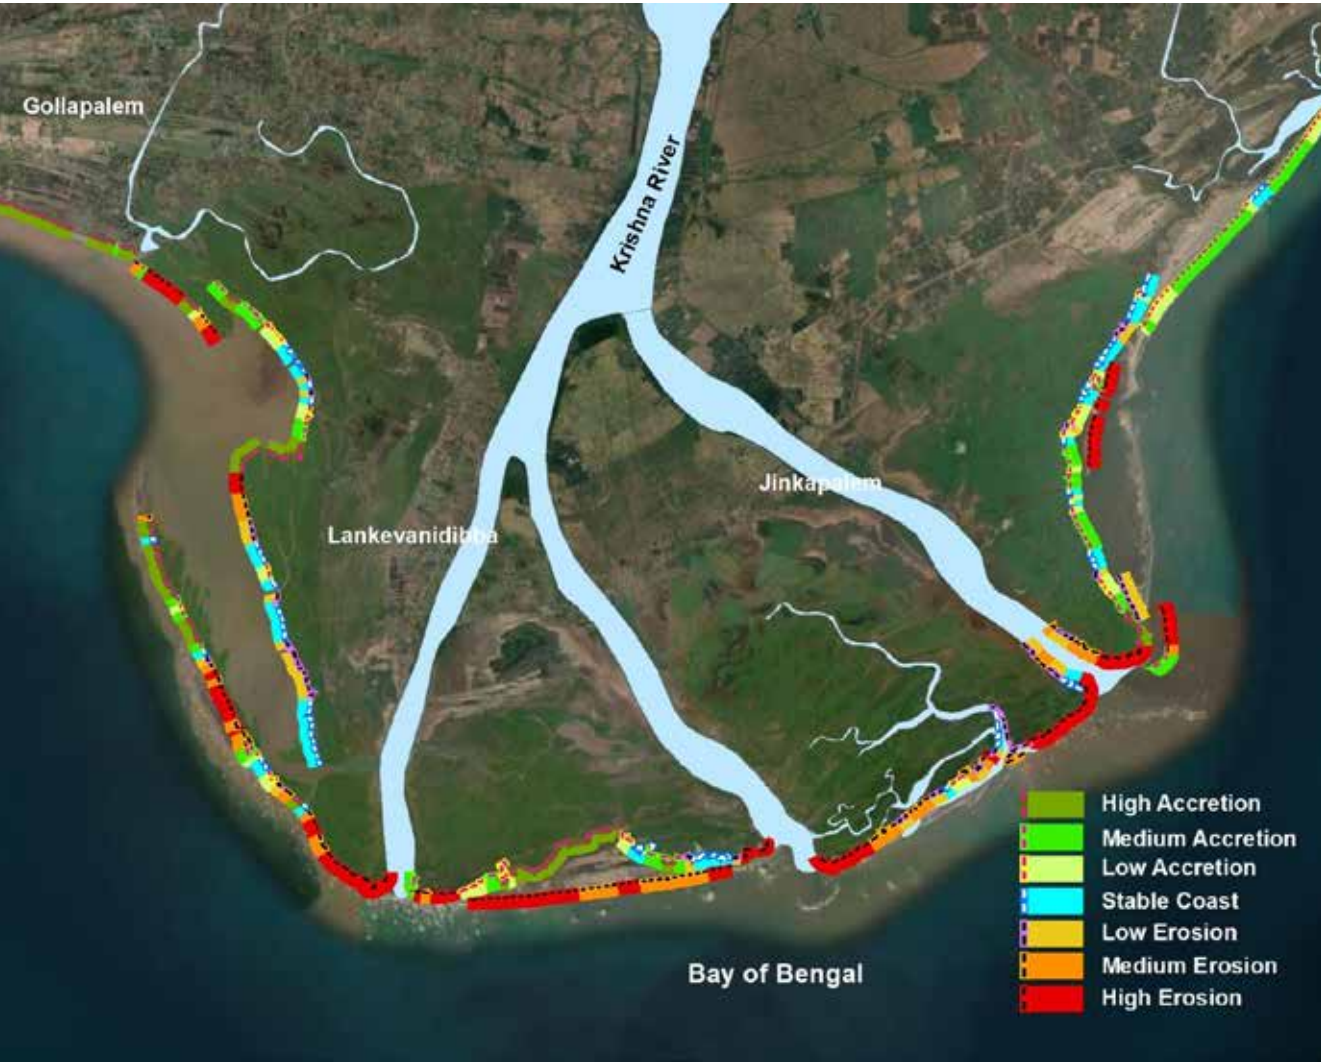 Gollapalem
Krishna River
Jinkapalem
Lankevanidibba
High Accretion
Medium Accretion
Low Accretion
Stable Coast
Low Erosion
Medium Erosion
High Erosion
Bay of Bengal